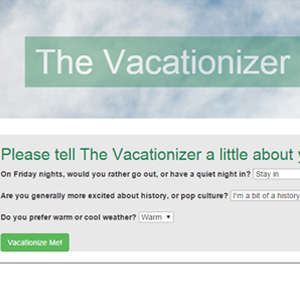 The Vacationizer
Please tell The Vacationizer a little about
On Friday nights, would you rather go out, or have a quiet night in? Stay in
Are you generally more excited about history, or pop culture? I'm a bit of a history
Do you prefer warm or cool weather? Warm
Vacationize Me!